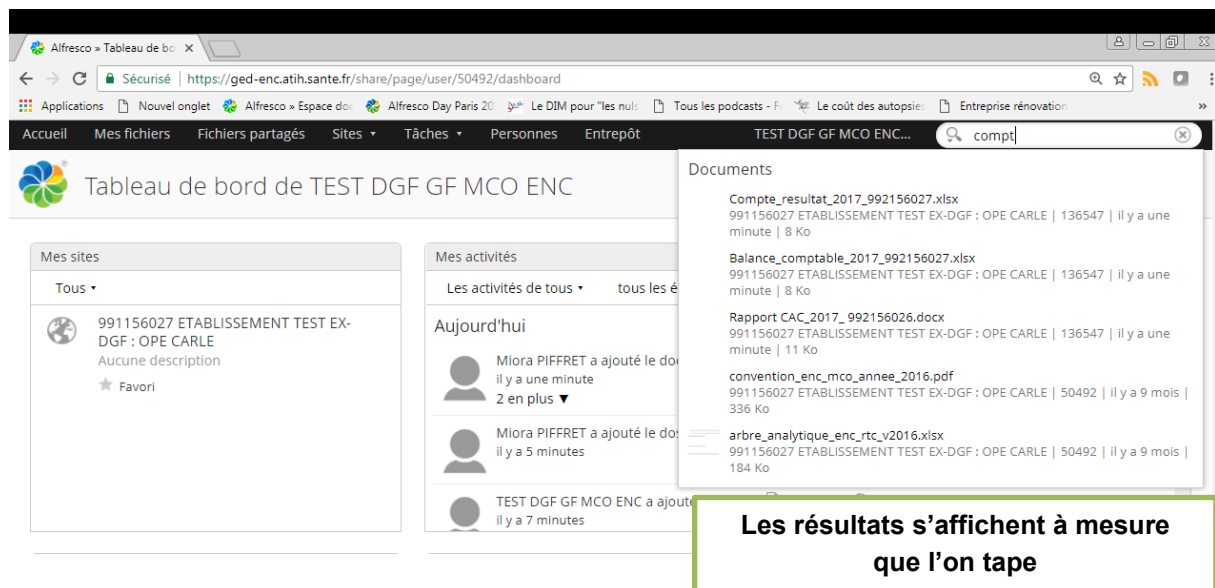 Alfresco » Tableau de bo
Sécurisé | https://ged-enc.atih.sante.fr/share/page/user/50492/dashboard
Applications Nouvel onglet Alfresco » Espace do Alfresco Day Paris 20 Le DIM pour "les nuls Tous les podcasts - F Le coût des autopsie Entreprise rénovation »
Accueil Mes fichiers Fichiers partagés Sites Tâches Personnes Entrepôt TEST DGF GF MCO ENC... compt
Tableau de bord de TEST DGF GF MCO ENC
Documents
Compte_resultat_2017_992156027.xlsx
991156027 ETABLISSEMENT TEST EX-DGF : OPE CARLE | 136547 | il y a une
minute | 8 Ko
Balance_comptable_2017_992156027.xlsx
991156027 ETABLISSEMENT TEST EX-DGF : OPE CARLE | 136547 | il y a une
minute | 8 Ko
Rapport CAC_2017_ 992156026.docx
991156027 ETABLISSEMENT TEST EX-DGF : OPE CARLE | 136547 | il y a une
minute | 11 Ko
convention_enc_mco_annee_2016.pdf
991156027 ETABLISSEMENT TEST EX-DGF : OPE CARLE | 50492 | il y a 9 mois |
336 Ko
arbre_analytique_enc_rtc_v2016.xlsx
991156027 ETABLISSEMENT TEST EX-DGF : OPE CARLE | 50492 | il y a 9 mois |
184 Ko
Mes sites
Tous
991156027 ETABLISSEMENT TEST EX-
DGF : OPE CARLE
Aucune description
Favori
Mes activités
Les activités de tous tous les é
Aujourd'hui
Miora PIFFRET a ajouté le do
il y a une minute
2 en plus ▼
Miora PIFFRET a ajouté le do
il y a 5 minutes
TEST DGF GF MCO ENC a ajout
il y a 7 minutes
Les résultats s'affichent à mesure
que l'on tape